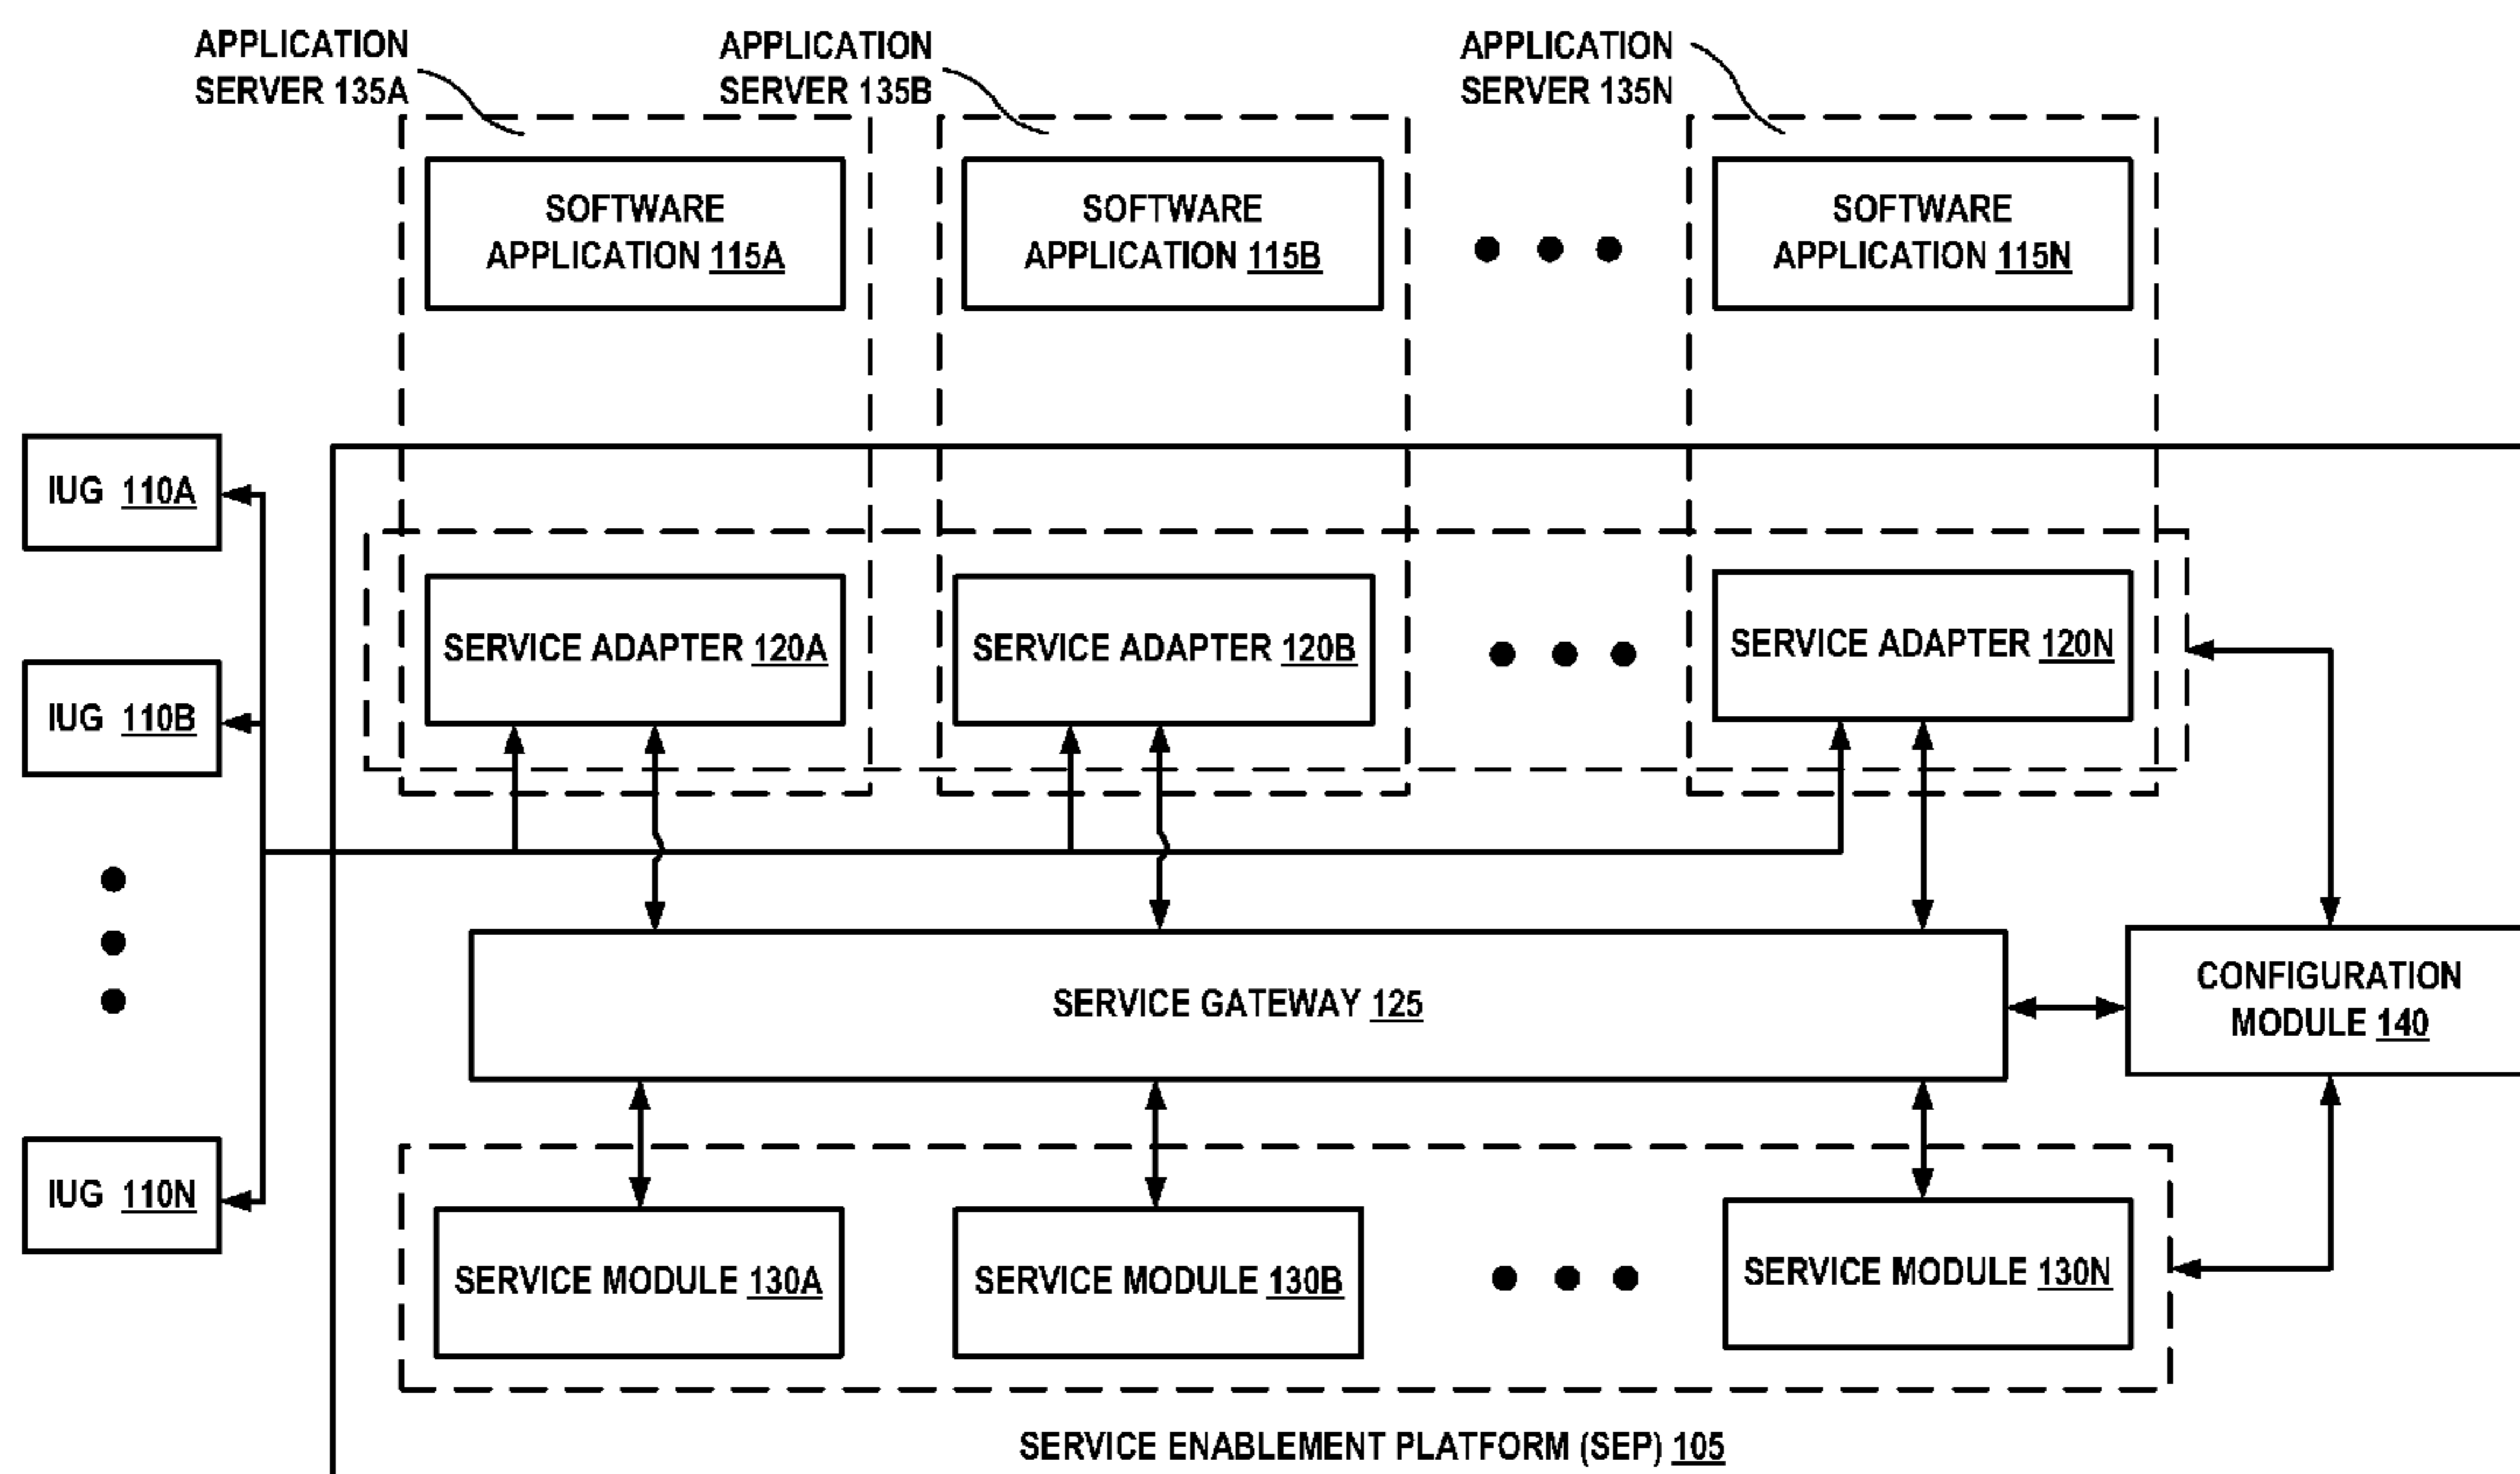 APPLICATION
SERVER 135A
APPLICATION
SERVER 135B
APPLICATION
SERVER 135N
SOFTWARE
APPLICATION 115A
SOFTWARE
APPLICATION 115B
SOFTWARE
APPLICATION 115N
IUG 110A
IUG 110B
IUG 110N
SERVICE ADAPTER 120A
SERVICE ADAPTER 120B
SERVICE ADAPTER 120N
SERVICE GATEWAY 125
CONFIGURATION
MODULE 140
SERVICE MODULE 130A
SERVICE MODULE 130B
SERVICE MODULE 130N
SERVICE ENABLEMENT PLATFORM (SEP) 105